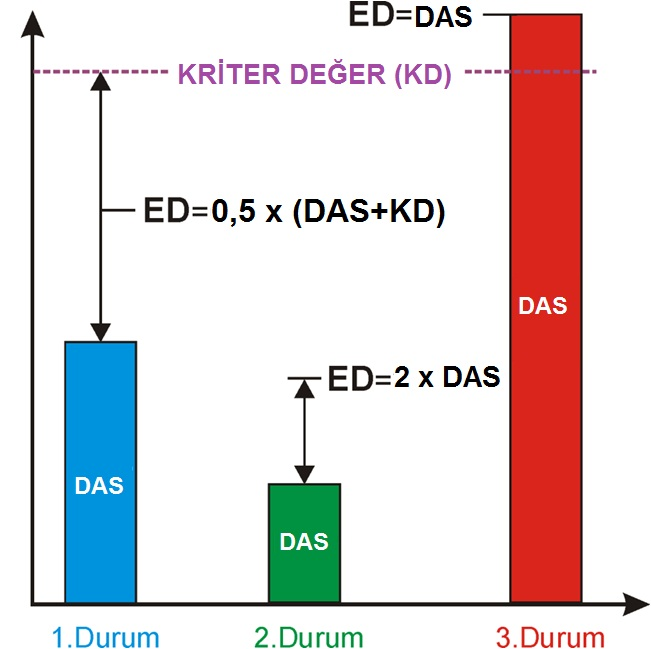 ED=DAS
KRİTER DEĞER (KD)
ED=0,5 x (DAS+KD)
DAS
ED=2 x DAS
DAS
DAS
1.Durum
2.Durum
3.Durum